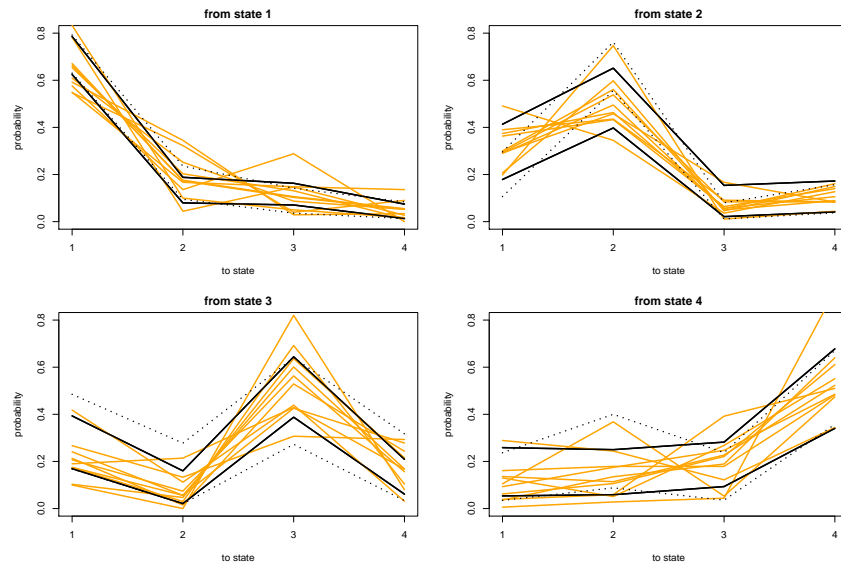 from state 1
probability
0.8
0.6
0.4
0.2
0.0
1 2 3 4
to state
from state 2
probability
0.8
0.6
0.4
0.2
0.0
1 2 3 4
to state
from state 3
probability
0.8
0.6
0.4
0.2
0.0
1 2 3 4
to state
from state 4
probability
0.8
0.6
0.4
0.2
0.0
1 2 3 4
to state